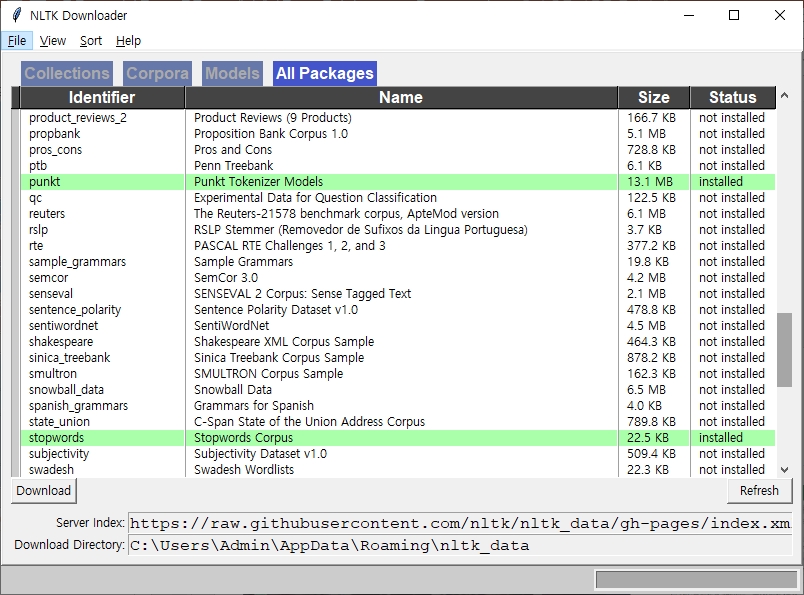 NLTK Downloader
File View Sort Help
Collections Corpora Models All Packages
Identifier Name Size Status
product_reviews_2 Product Reviews (9 Products) 166.7 KB not installed
propbank Proposition Bank Corpus 1.0 5.1 MB not installed
pros_cons Pros and Cons 728.8 KB not installed
ptb Penn Treebank 6.1 KB not installed
punkt Punkt Tokenizer Models 13.1 MB installed
qc Experimental Data for Question Classification 122.5 KB not installed
reuters The Reuters-21578 benchmark corpus, ApteMod version 6.1 MB not installed
rslp RSLP Stemmer (Removedor de Sufixos da Lingua Portuguesa) 3.7 KB not installed
rte PASCAL RTE Challenges 1, 2, and 3 377.2 KB not installed
sample_grammars Sample Grammars 19.8 KB not installed
semcor SemCor 3.0 4.2 MB not installed
senseval SENSEVAL 2 Corpus: Sense Tagged Text 2.1 MB not installed
sentence_polarity Sentence Polarity Dataset v1.0 478.8 KB not installed
sentiwordnet SentiWordNet 4.5 MB not installed
shakespeare Shakespeare XML Corpus Sample 464.3 KB not installed
sinica_treebank Sinica Treebank Corpus Sample 878.2 KB not installed
smultron SMULTRON Corpus Sample 162.3 KB not installed
snowball_data Snowball Data 6.5 MB not installed
spanish_grammars Grammars for Spanish 4.0 KB not installed
state_union C-Span State of the Union Address Corpus 789.8 KB not installed
stopwords Stopwords Corpus 22.5 KB installed
subjectivity Subjectivity Dataset v1.0 509.4 KB not installed
swadesh Swadesh Wordlists 22.3 KB not installed
Download Refresh
Server Index: https://raw.githubusercontent.com/nltk/nltk_data/gh-pages/index.xm
Download Directory: C:\Users\Admin\AppData\Roaming\nltk_data